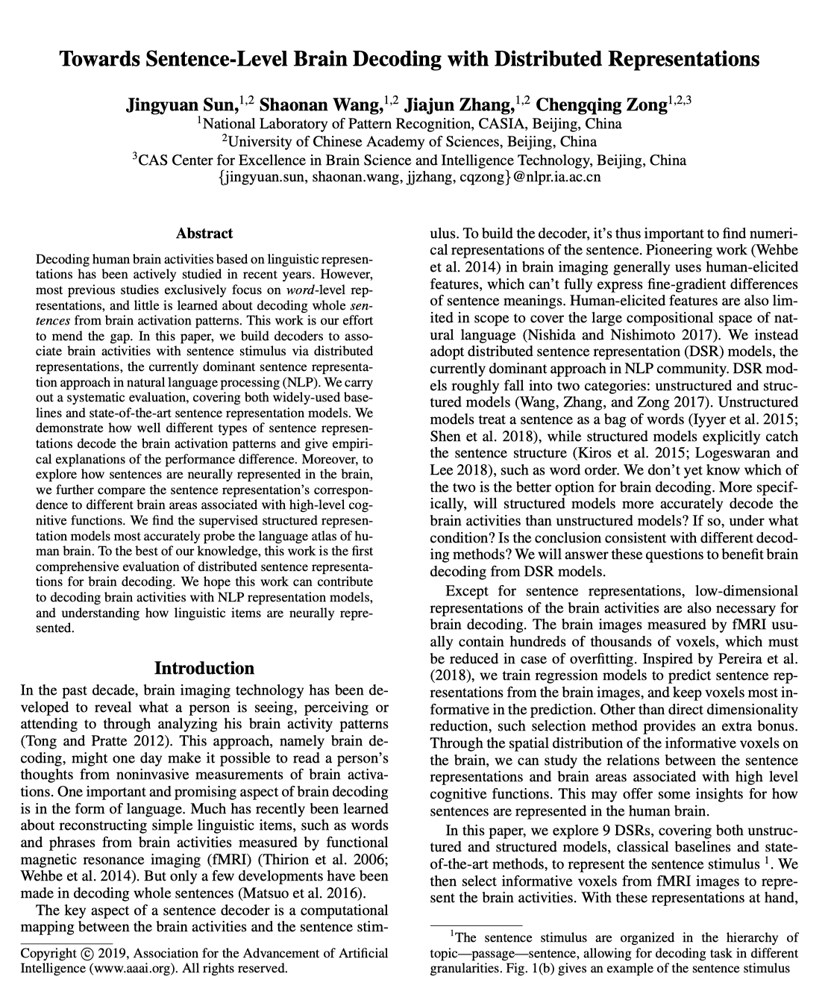 Towards Sentence-Level Brain Decoding with Distributed Representations
Jingyuan Sun,1,2 Shaonan Wang,1,2 Jiajun Zhang,1,2 Chengqing Zong1,2,3
1National Laboratory of Pattern Recognition, CASIA, Beijing, China
2University of Chinese Academy of Sciences, Beijing, China
3CAS Center for Excellence in Brain Science and Intelligence Technology, Beijing, China
{jingyuan.sun, shaonan.wang, jjzhang, cqzong}@nlpr.ia.ac.cn
Abstract
Decoding human brain activities based on linguistic represen-
tations has been actively studied in recent years. However,
most previous studies exclusively focus on word-level rep-
resentations, and little is learned about decoding whole sen-
tences from brain activation patterns. This work is our effort
to mend the gap. In this paper, we build decoders to asso-
ciate brain activities with sentence stimulus via distributed
representations, the currently dominant sentence representa-
tion approach in natural language processing (NLP). We carry
out a systematic evaluation, covering both widely-used base-
lines and state-of-the-art sentence representation models. We
demonstrate how well different types of sentence represen-
tations decode the brain activation patterns and give empiri-
cal explanations of the performance difference. Moreover, to
explore how sentences are neurally represented in the brain,
we further compare the sentence representation's correspon-
dence to different brain areas associated with high-level cog-
nitive functions. We find the supervised structured represen-
tation models most accurately probe the language atlas of hu-
man brain. To the best of our knowledge, this work is the first
comprehensive evaluation of distributed sentence representa-
tions for brain decoding. We hope this work can contribute
to decoding brain activities with NLP representation models,
and understanding how linguistic items are neurally repre-
sented.
Introduction
In the past decade, brain imaging technology has been de-
veloped to reveal what a person is seeing, perceiving or
attending to through analyzing his brain activity patterns
(Tong and Pratte 2012). This approach, namely brain de-
coding, might one day make it possible to read a person's
thoughts from noninvasive measurements of brain activa-
tions. One important and promising aspect of brain decoding
is in the form of language. Much has recently been learned
about reconstructing simple linguistic items, such as words
and phrases from brain activities measured by functional
magnetic resonance imaging (fMRI) (Thirion et al. 2006;
Wehbe et al. 2014). But only a few developments have been
made in decoding whole sentences (Matsuo et al. 2016).
The key aspect of a sentence decoder is a computational
mapping between the brain activities and the sentence stim-
Copyright © 2019, Association for the Advancement of Artificial
Intelligence (www.aaai.org). All rights reserved.
ulus. To build the decoder, it's thus important to find numeri-
cal representations of the sentence. Pioneering work (Wehbe
et al. 2014) in brain imaging generally uses human-elicited
features, which can't fully express fine-gradient differences
of sentence meanings. Human-elicited features are also lim-
ited in scope to cover the large compositional space of nat-
ural language (Nishida and Nishimoto 2017). We instead
adopt distributed sentence representation (DSR) models, the
currently dominant approach in NLP community. DSR mod-
els roughly fall into two categories: unstructured and struc-
tured models (Wang, Zhang, and Zong 2017). Unstructured
models treat a sentence as a bag of words (Iyyer et al. 2015;
Shen et al. 2018), while structured models explicitly catch
the sentence structure (Kiros et al. 2015; Logeswaran and
Lee 2018), such as word order. We don't yet know which of
the two is the better option for brain decoding. More specif-
ically, will structured models more accurately decode the
brain activities than unstructured models? If so, under what
condition? Is the conclusion consistent with different decod-
ing methods? We will answer these questions to benefit brain
decoding from DSR models.
Except for sentence representations, low-dimensional
representations of the brain activities are also necessary for
brain decoding. The brain images measured by fMRI usu-
ally contain hundreds of thousands of voxels, which must
be reduced in case of overfitting. Inspired by Pereira et al.
(2018), we train regression models to predict sentence rep-
resentations from the brain images, and keep voxels most in-
formative in the prediction. Other than direct dimensionality
reduction, such selection method provides an extra bonus.
Through the spatial distribution of the informative voxels on
the brain, we can study the relations between the sentence
representations and brain areas associated with high level
cognitive functions. This may offer some insights for how
sentences are represented in the human brain.
In this paper, we explore 9 DSRs, covering both unstruc-
tured and structured models, classical baselines and state-
of-the-art methods, to represent the sentence stimulus 1. We
then select informative voxels from fMRI images to repre-
sent the brain activities. With these representations at hand,
1The sentence stimulus are organized in the hierarchy of
topic—passage—sentence, allowing for decoding task in different
granularities. Fig. 1(b) gives an example of the sentence stimulus